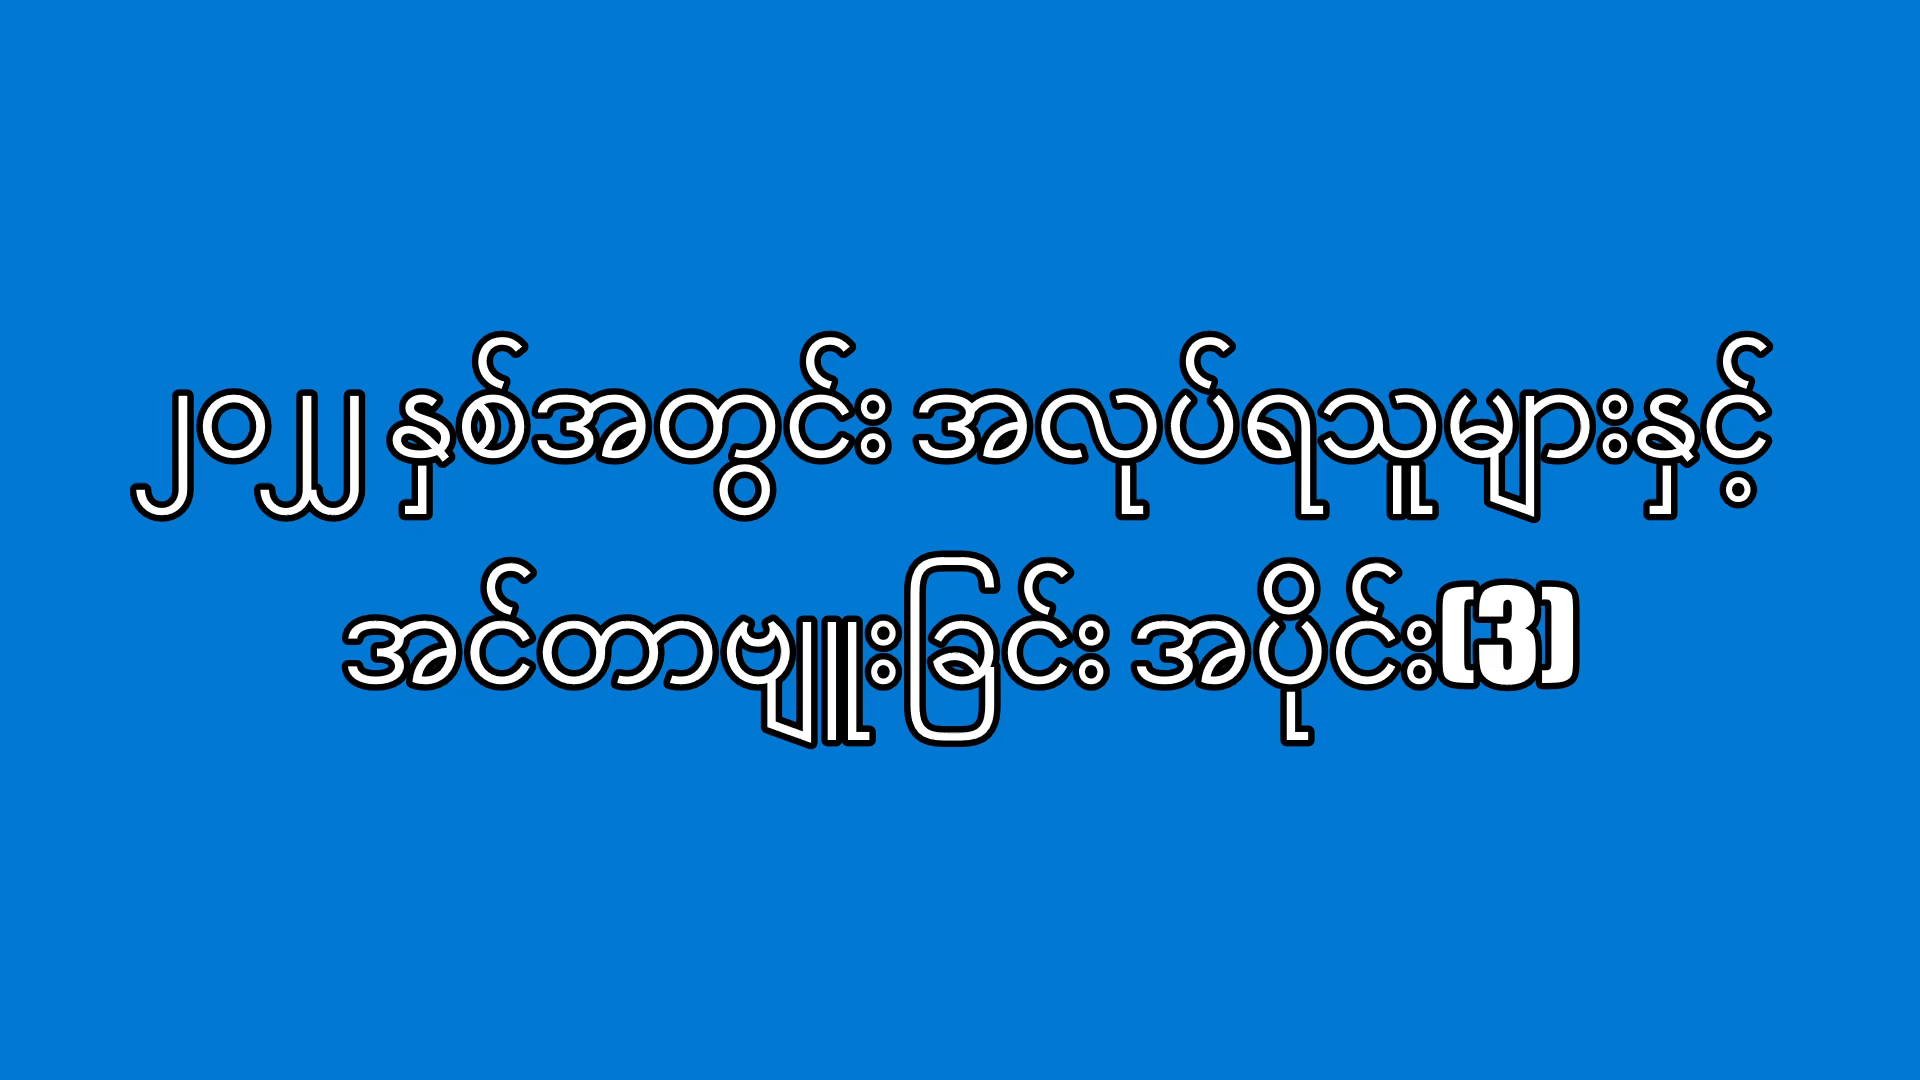 ၂၀၂၂ နှစ်အတွင်း အလုပ်ရသူများနှင့်
အင်တာဗျူးခြင်း အပိုင်း(3)